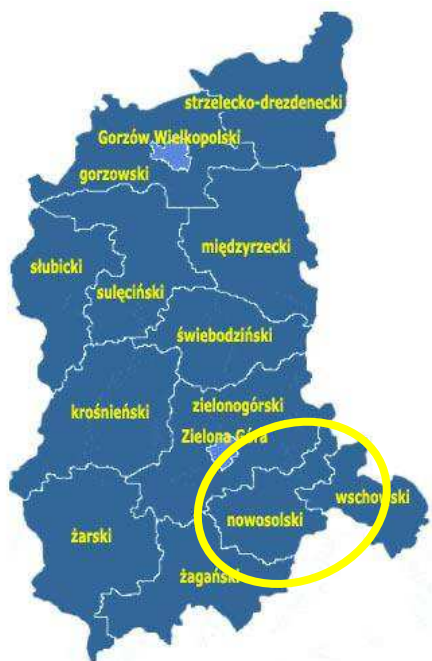 strzelecko-drezdenecki
Gorzów Wielkopolski
gorzowski
międzyrzecki
słubicki
sulęciński
świebodziński
krośnieński
zielonogórski
Zielona Góra
wschowski
nowosolski
żarski
żagański